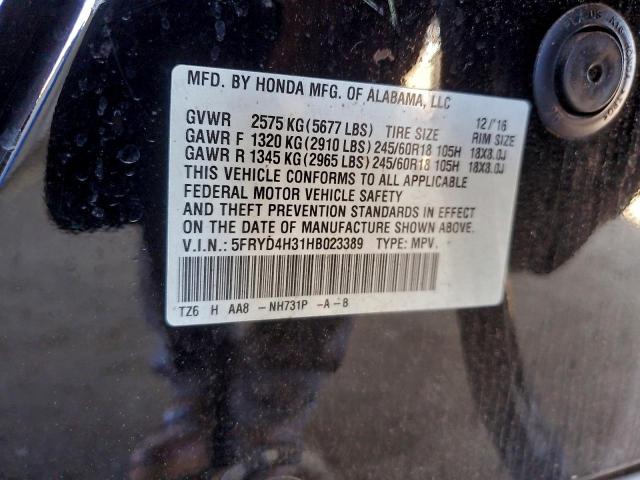 MFD. BY HONDA MFG. OF ALABAMA, LLC
GVWR 2575 KG (5677 LBS) TIRE SIZE 12/'16 RIM SIZE
GAWR F 1320 KG (2910 LBS) 245/60R18 105H 18X8.0J
GAWR R 1345 KG (2965 LBS) 245/60R18 105H 18X8.0J
THIS VEHICLE CONFORMS TO ALL APPLICABLE
FEDERAL MOTOR VEHICLE SAFETY
AND THEFT PREVENTION STANDARDS IN EFFECT
ON THE DATE OF MANUFACTURE SHOWN ABOVE.
V.I.N.: 5FRYD4H31HB023389 TYPE: MPV.
TZ6 H AA8 -NH731P -A-B